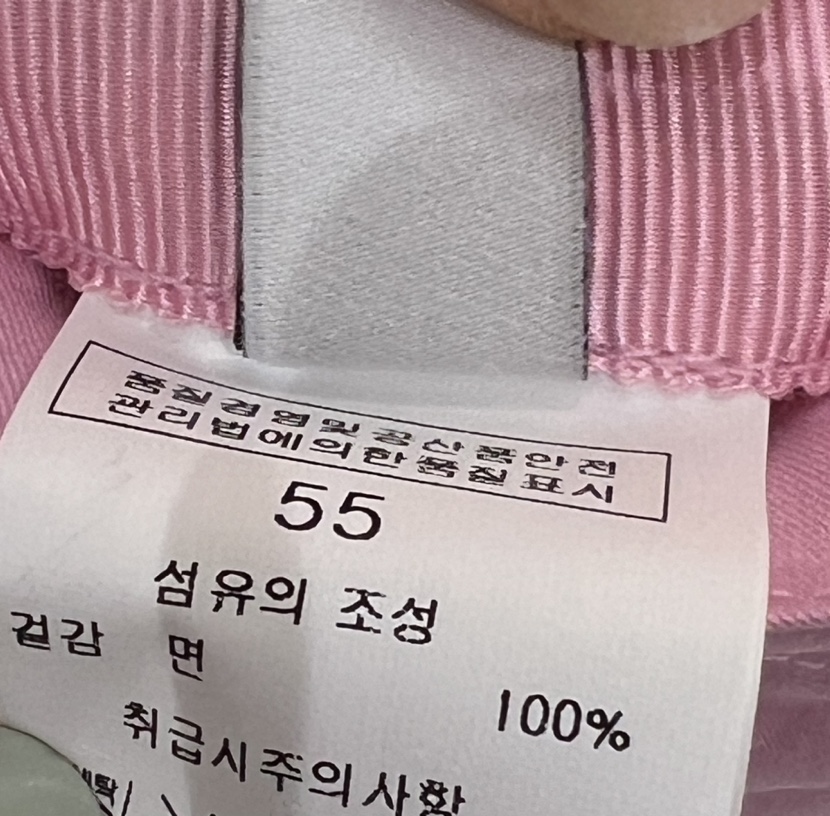 품질경영및 공산품안전
관리법에의한품질표시
55
섬유의 조성
겉감 면
100%
취급시주의사항